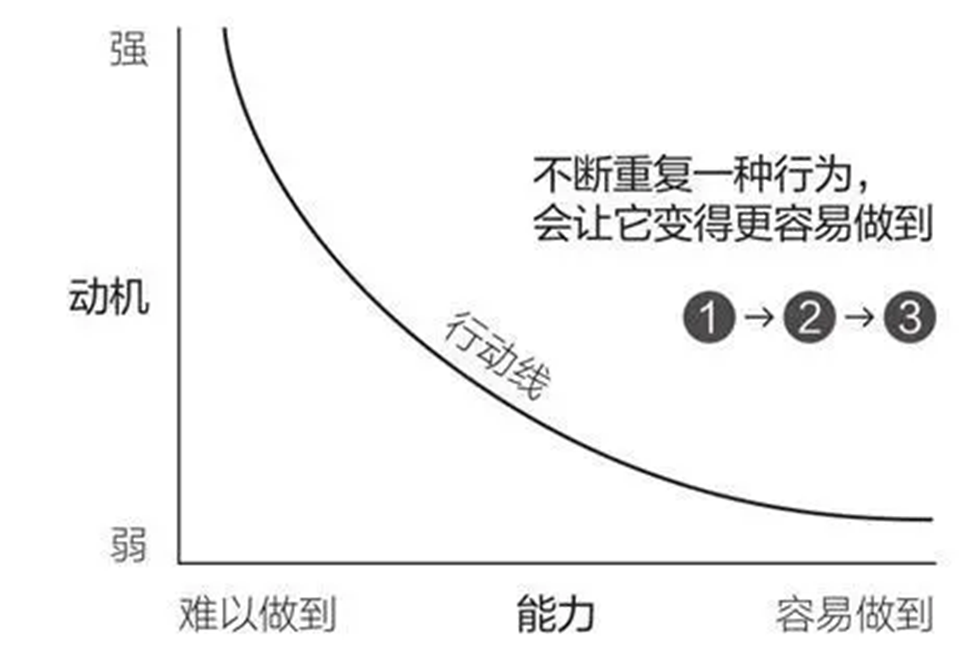 强
不断重复一种行为，
会让它变得更容易做到
动机
1→2→3
行动线
弱
难以做到 能力 容易做到